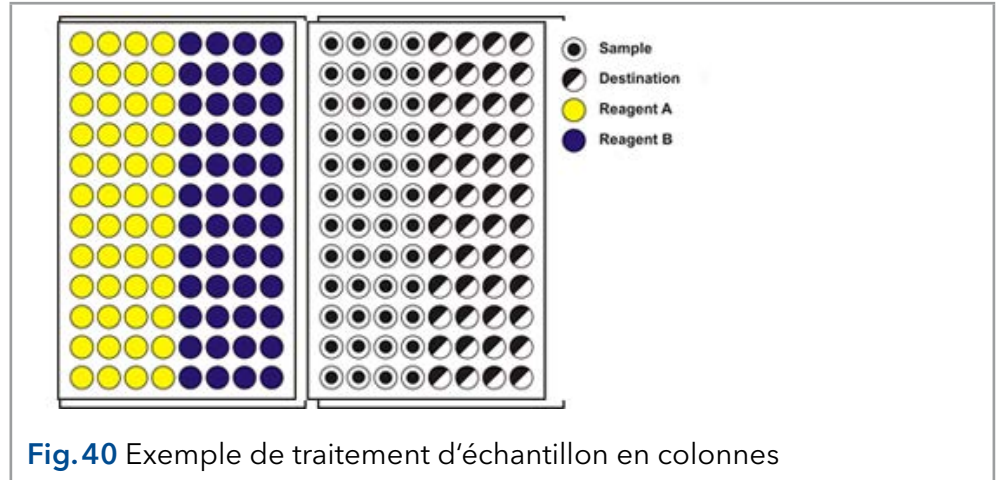 Sample
Destination
Reagent A
Reagent B
Fig.40 Exemple de traitement d'échantillon en colonnes